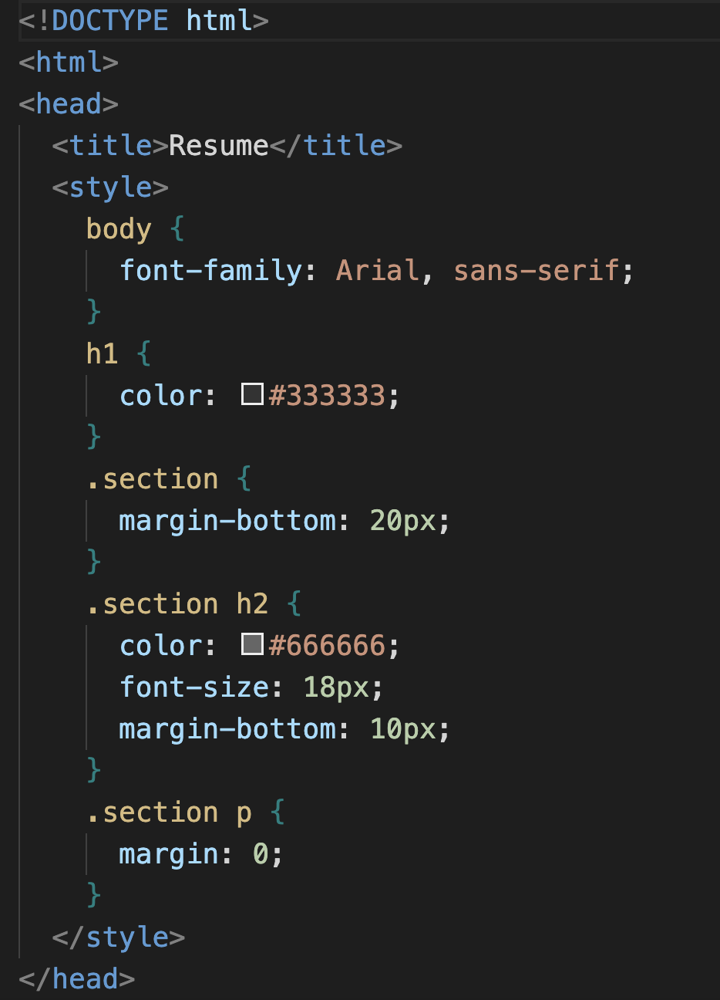 <!DOCTYPE html>
<html>
<head>
  <title>Resume</title>
  <style>
    body {
      font-family: Arial, sans-serif;
    }
    h1 {
      color: #333333;
    }
    .section {
      margin-bottom: 20px;
    }
    .section h2 {
      color: #666666;
      font-size: 18px;
      margin-bottom: 10px;
    }
    .section p {
      margin: 0;
    }
  </style>
</head>